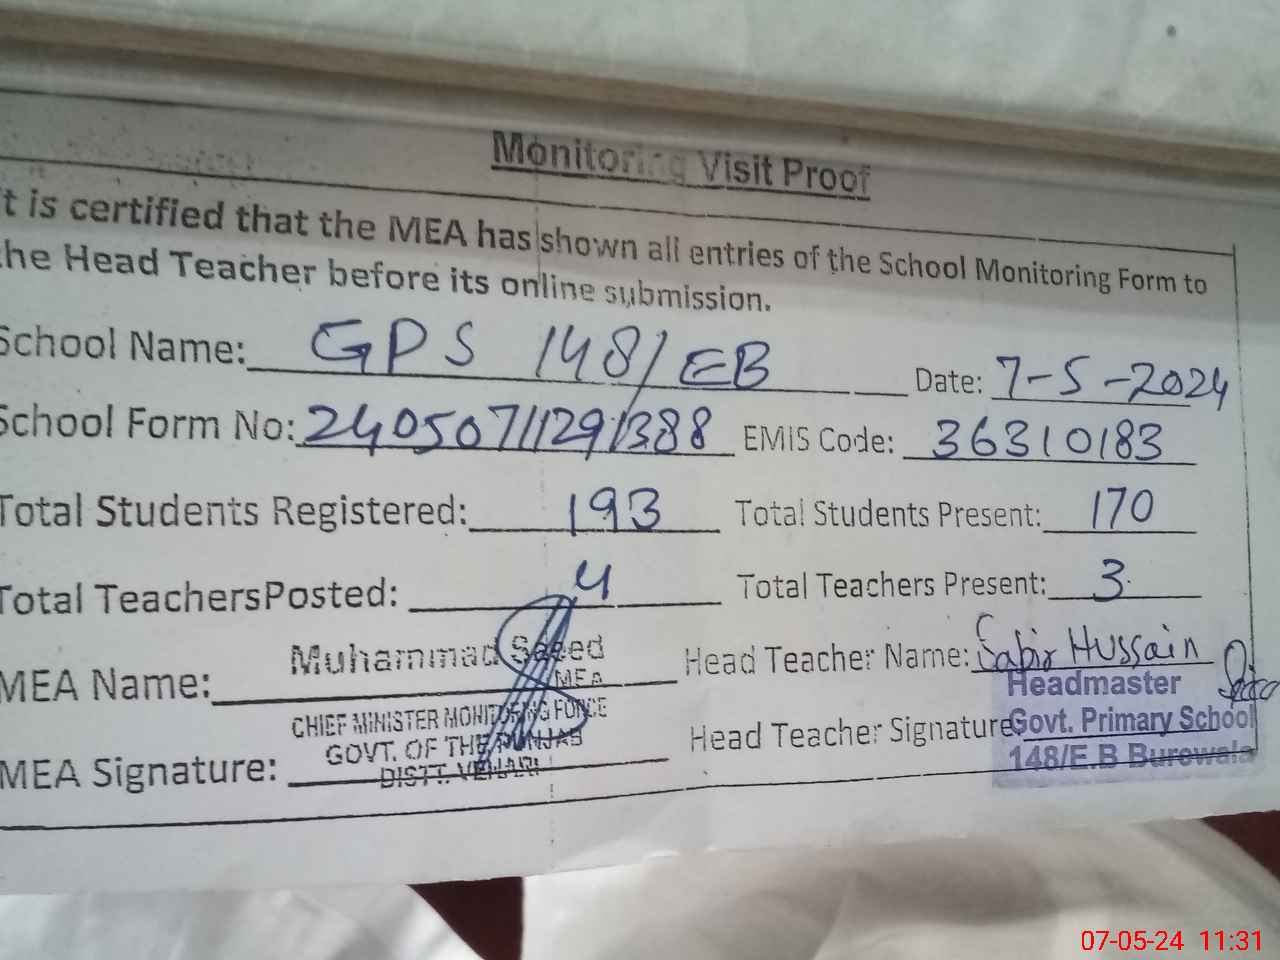 Monitoring Visit Proof
t is certified that the MEA has shown all entries of the School Monitoring Form to
the Head Teacher before its online submission.
School Name: GPS 148/EB Date: 7-5-2024
School Form No: 24050711291388 EMIS Code: 36310183
Total Students Registered: 193 Total Students Present: 170
Total TeachersPosted: 4 Total Teachers Present: 3
MEA Name: Muhammad Saeed Head Teacher Name: Sabir Hussain
MEA
Headmaster
CHIEF MINISTER MONITORING FORCE
GOVT. OF THE PUNJAB
MEA Signature: DISTT. VEHARI Head Teacher Signature Govt. Primary School
148/E.B Burewala
07-05-24 11:31